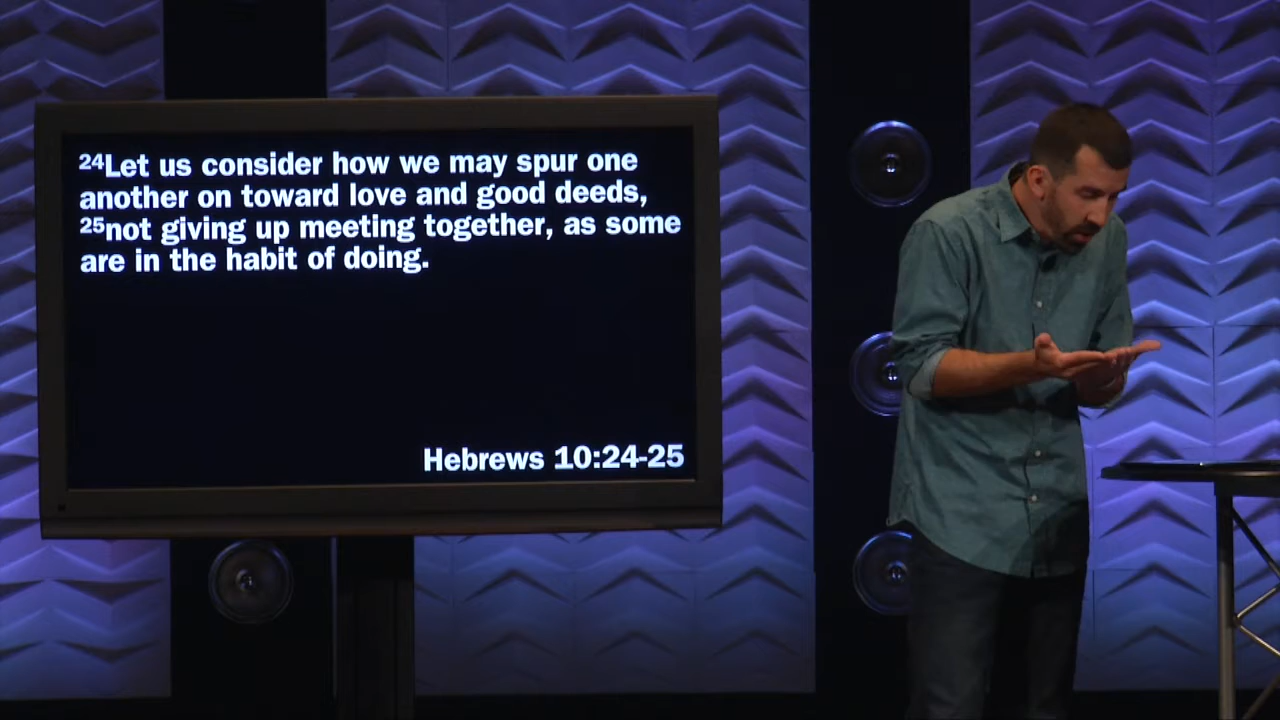 24Let us consider how we may spur one
another on toward love and good deeds,
25not giving up meeting together, as some
are in the habit of doing.
Hebrews 10:24-25